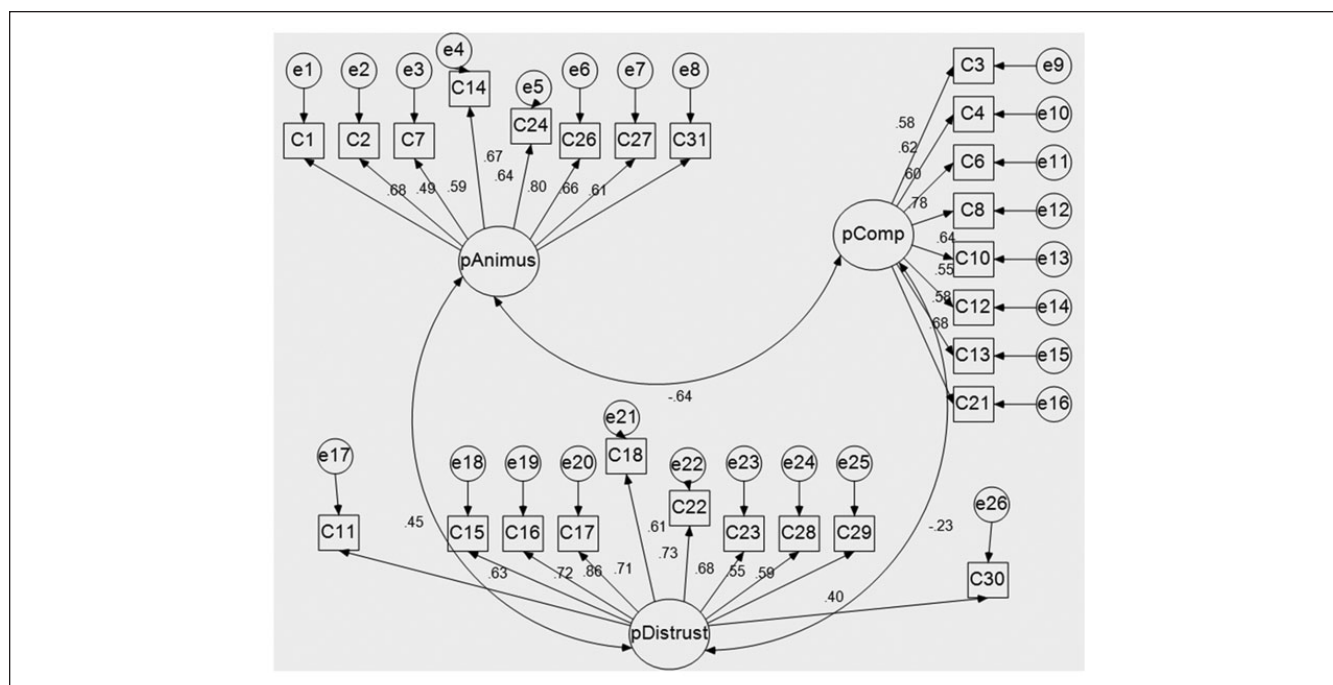 e4
e1 e2 e3 e5 e6 e7 e8
C14
C24
C1 C2 C7 C26 C27 C31
.68 .49 .59 .67 .64 .80 .66 .61
pAnimus
C3 e9
C4 e10
C6 e11
C8 e12
C10 e13
C12 e14
C13 e15
C21 e16
.58
.62
.60
.78
.64
.55
.58
.68
pComp
-.64
.45
-.23
e21
e17 e18 e19 e20 e22 e23 e24 e25
C18
e26
C22
C11 C15 C16 C17 C23 C28 C29
C30
.63 .72 .86 .71 .61 .73 .68 .55 .59 .40
pDistrust